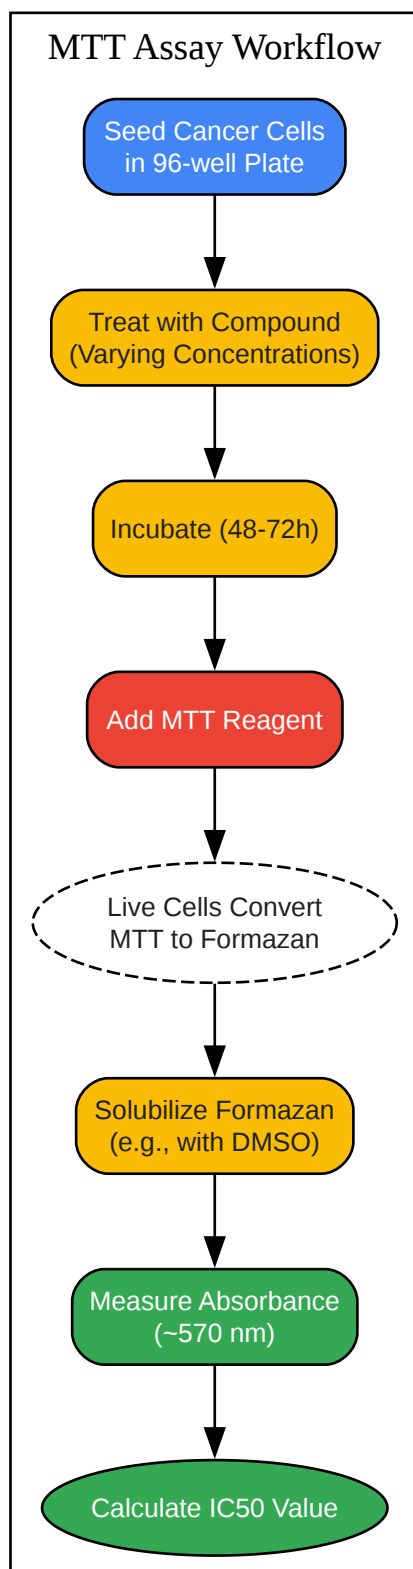 MTT Assay Workflow
Seed Cancer Cells
in 96-well Plate
Treat with Compound
(Varying Concentrations)
Incubate (48-72h)
Add MTT Reagent
Live Cells Convert
MTT to Formazan
Solubilize Formazan
(e.g., with DMSO)
Measure Absorbance
(~570 nm)
Calculate IC50 Value